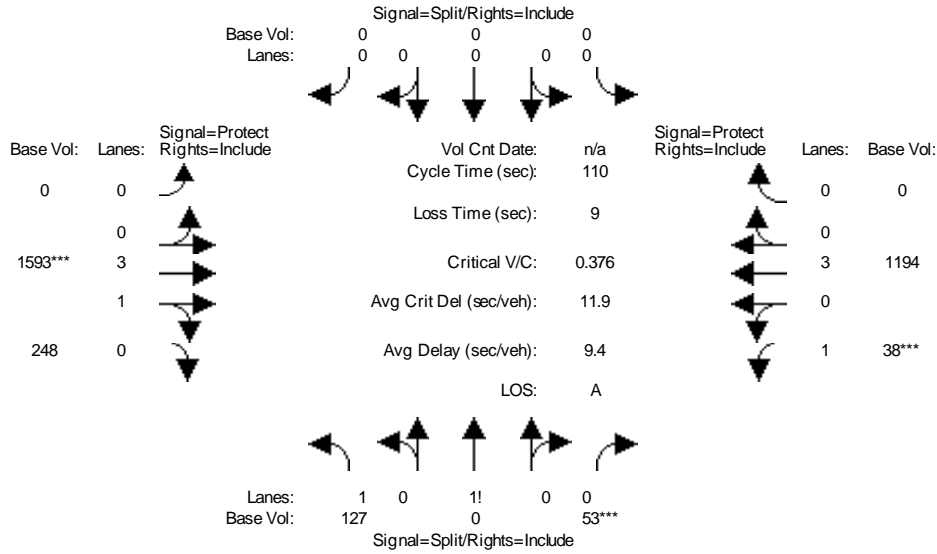 Signal=Split/Rights=Include
Base Vol: 0 0 0
Lanes: 0 0 0 0 0
Signal=Protect Signal=Protect
Base Vol: Lanes: Rights=Include Vol Cnt Date: n/a Rights=Include Lanes: Base Vol:
Cycle Time (sec): 110
0 0 0 0
Loss Time (sec): 9
0 0
1593*** 3 Critical V/C: 0.376 3 1194
1 Avg Crit Del (sec/veh): 11.9 0
248 0 Avg Delay (sec/veh): 9.4 1 38***
LOS: A
Lanes: 1 0 1! 0 0
Base Vol: 127 0 53***
Signal=Split/Rights=Include